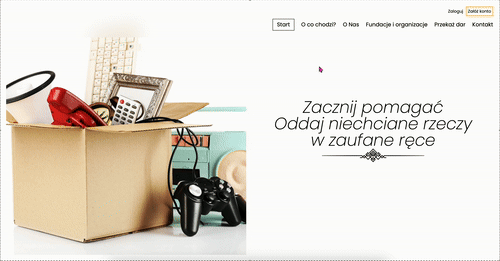 Zaloguj Załóż konto
Start O co chodzi? O Nas Fundacje i organizacje Przekaż dar Kontakt
Zacznij pomagać
Oddaj niechciane rzeczy
w zaufane ręce